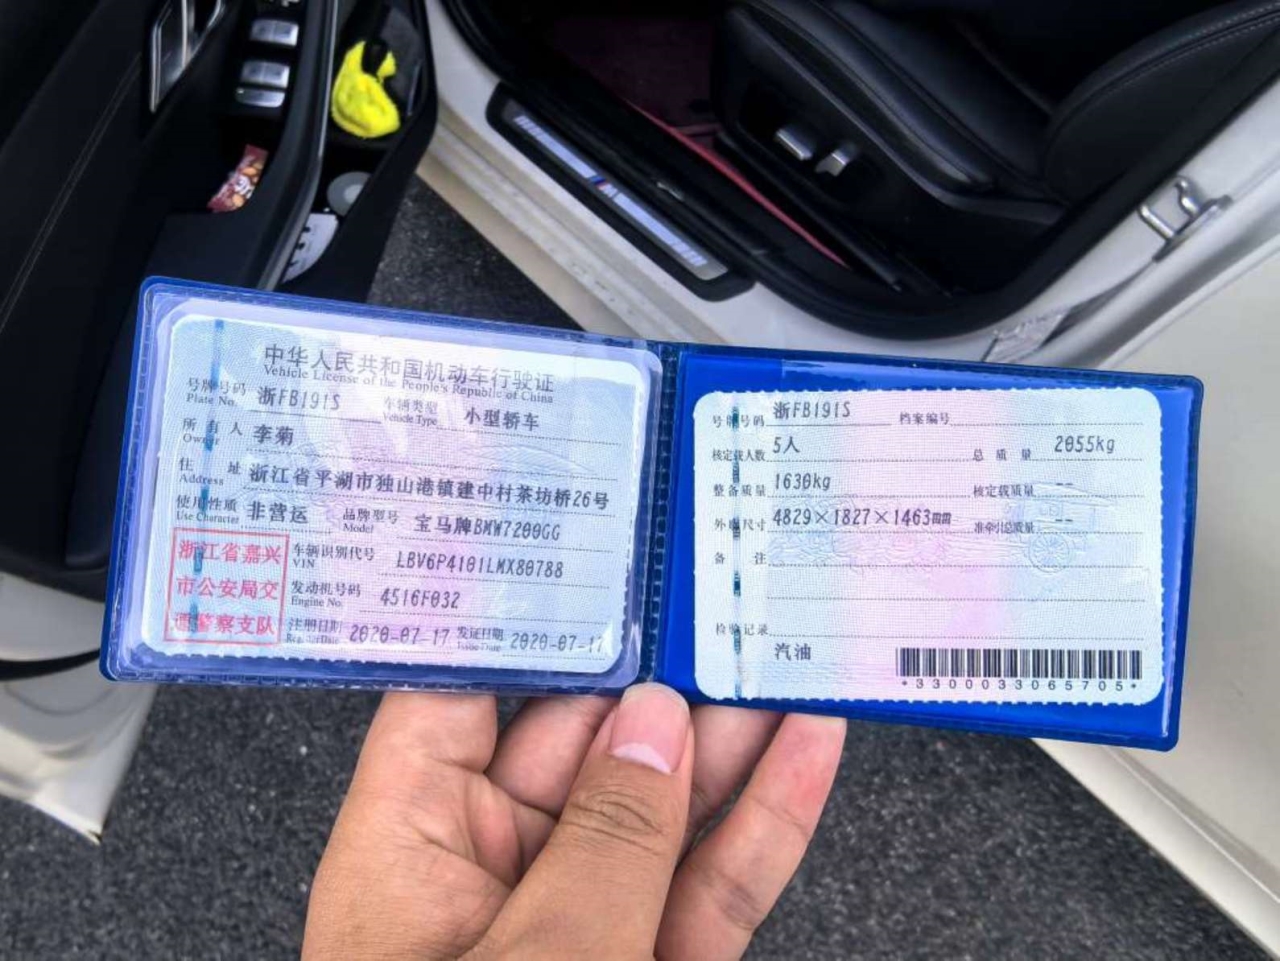 中华人民共和国机动车行驶证
Vehicle License of the People's Republic of China
号牌号码 浙FB191S 车辆类型 小型轿车
Plate No. Vehicle Type
所有人 李菊
Owner
住址 浙江省平湖市独山港镇建中村茶坊桥26号
Address
使用性质 非营运 品牌型号 宝马牌BMW7200GG
Use Character Model
浙江省嘉兴
市公安局交
通警察支队
车辆识别代号 LBV6P4101LMX80788
VIN
发动机号码 4516F032
Engine No.
注册日期 2020-07-17 发证日期 2020-07-17
Register Date Issue Date
号牌号码 浙FB191S 档案编号
核定载人数 5人 总质量 2055kg
整备质量 1630kg 核定载质量 --
外廓尺寸 4829×1827×1463mm 准牵引总质量 --
备注
检验记录
汽油
*3300033065705*
M